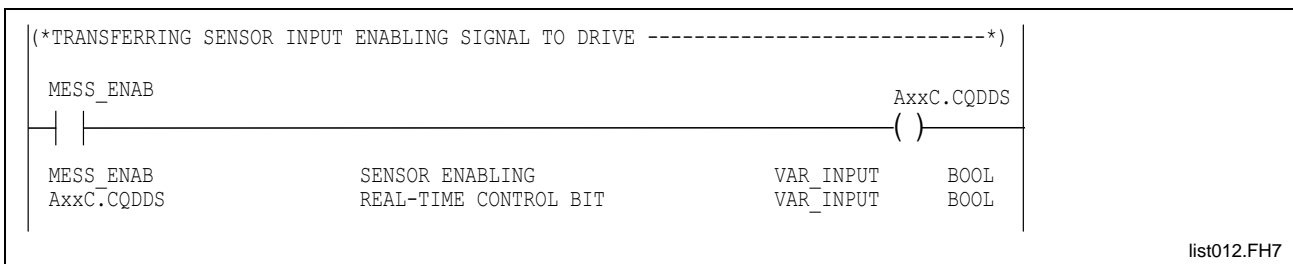 (*TRANSFERRING SENSOR INPUT ENABLING SIGNAL TO DRIVE -----------------------------*)
MESS_ENAB
AxxC.CQDDS
( )
MESS_ENAB SENSOR ENABLING VAR_INPUT BOOL
AxxC.CQDDS REAL-TIME CONTROL BIT VAR_INPUT BOOL
list012.FH7